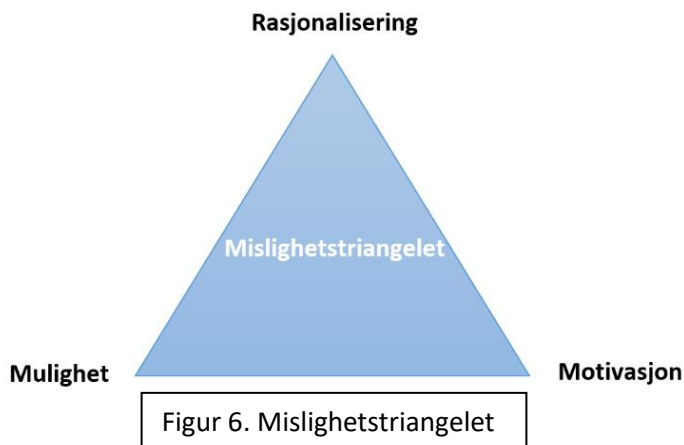 Rasjonalisering
Mislighetstriangelet
Mulighet
Motivasjon
Figur 6. Mislighetstriangelet